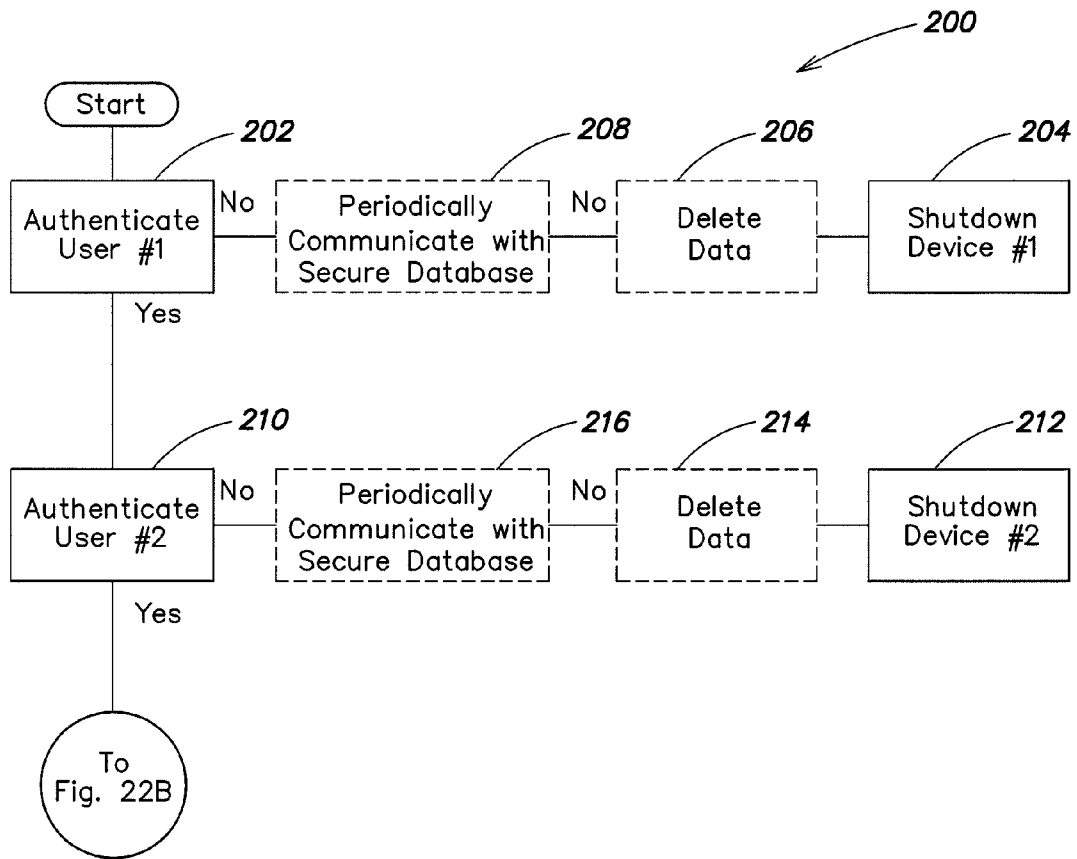 200
Start
202
208
206
204
Authenticate
User #1
No
Periodically
Communicate with
Secure Database
No
Delete
Data
Shutdown
Device #1
Yes
210
216
214
212
Authenticate
User #2
No
Periodically
Communicate with
Secure Database
No
Delete
Data
Shutdown
Device #2
Yes
To
Fig. 22B